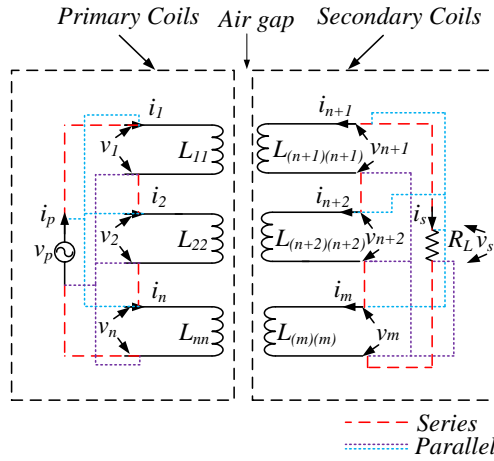 Primary Coils Air gap Secondary Coils
i1 in+1
v1 L11 L(n+1)(n+1) vn+1
i2 in+2
ip is
vp v2 L22 L(n+2)(n+2) vn+2 RL vs
in im
vn Lnn L(m)(m) vm
Series
Parallel